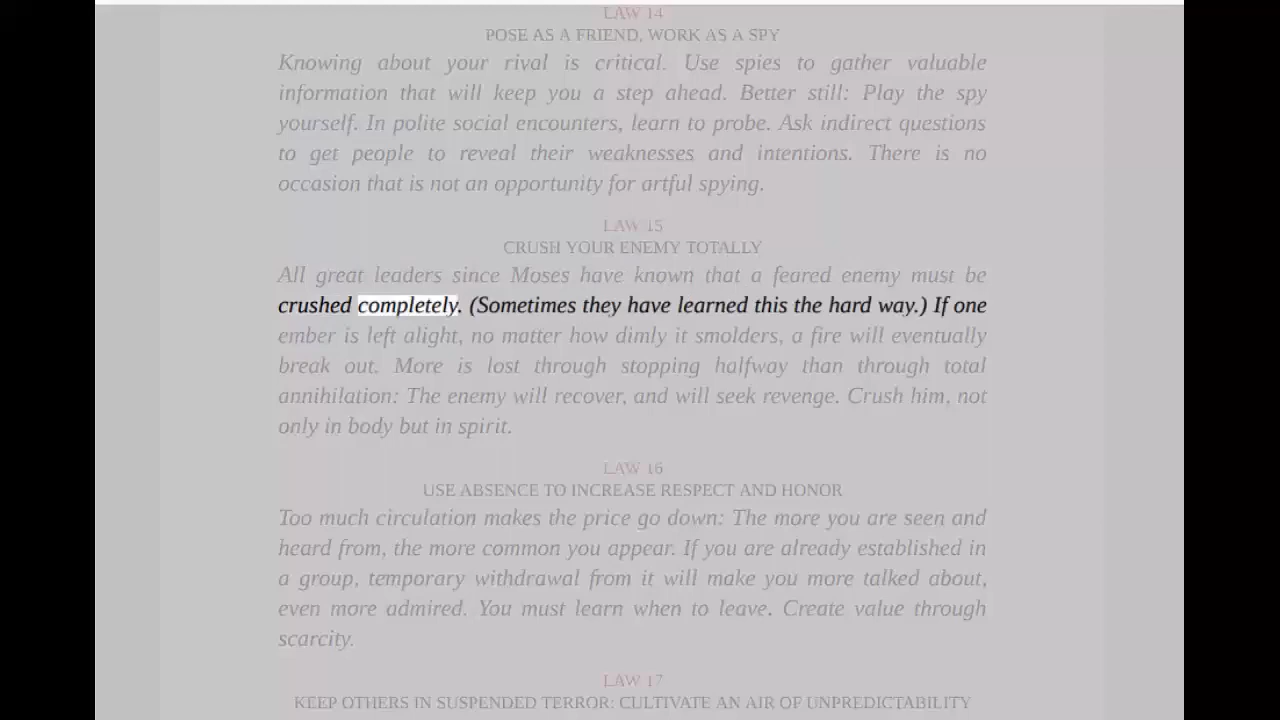 LAW 14
POSE AS A FRIEND, WORK AS A SPY
Knowing about your rival is critical. Use spies to gather valuable
information that will keep you a step ahead. Better still: Play the spy
yourself. In polite social encounters, learn to probe. Ask indirect questions
to get people to reveal their weaknesses and intentions. There is no
occasion that is not an opportunity for artful spying.
LAW 15
CRUSH YOUR ENEMY TOTALLY
All great leaders since Moses have known that a feared enemy must be
crushed completely. (Sometimes they have learned this the hard way.) If one
ember is left alight, no matter how dimly it smolders, a fire will eventually
break out. More is lost through stopping halfway than through total
annihilation: The enemy will recover, and will seek revenge. Crush him, not
only in body but in spirit.
LAW 16
USE ABSENCE TO INCREASE RESPECT AND HONOR
Too much circulation makes the price go down: The more you are seen and
heard from, the more common you appear. If you are already established in
a group, temporary withdrawal from it will make you more talked about,
even more admired. You must learn when to leave. Create value through
scarcity.
LAW 17
KEEP OTHERS IN SUSPENDED TERROR: CULTIVATE AN AIR OF UNPREDICTABILITY